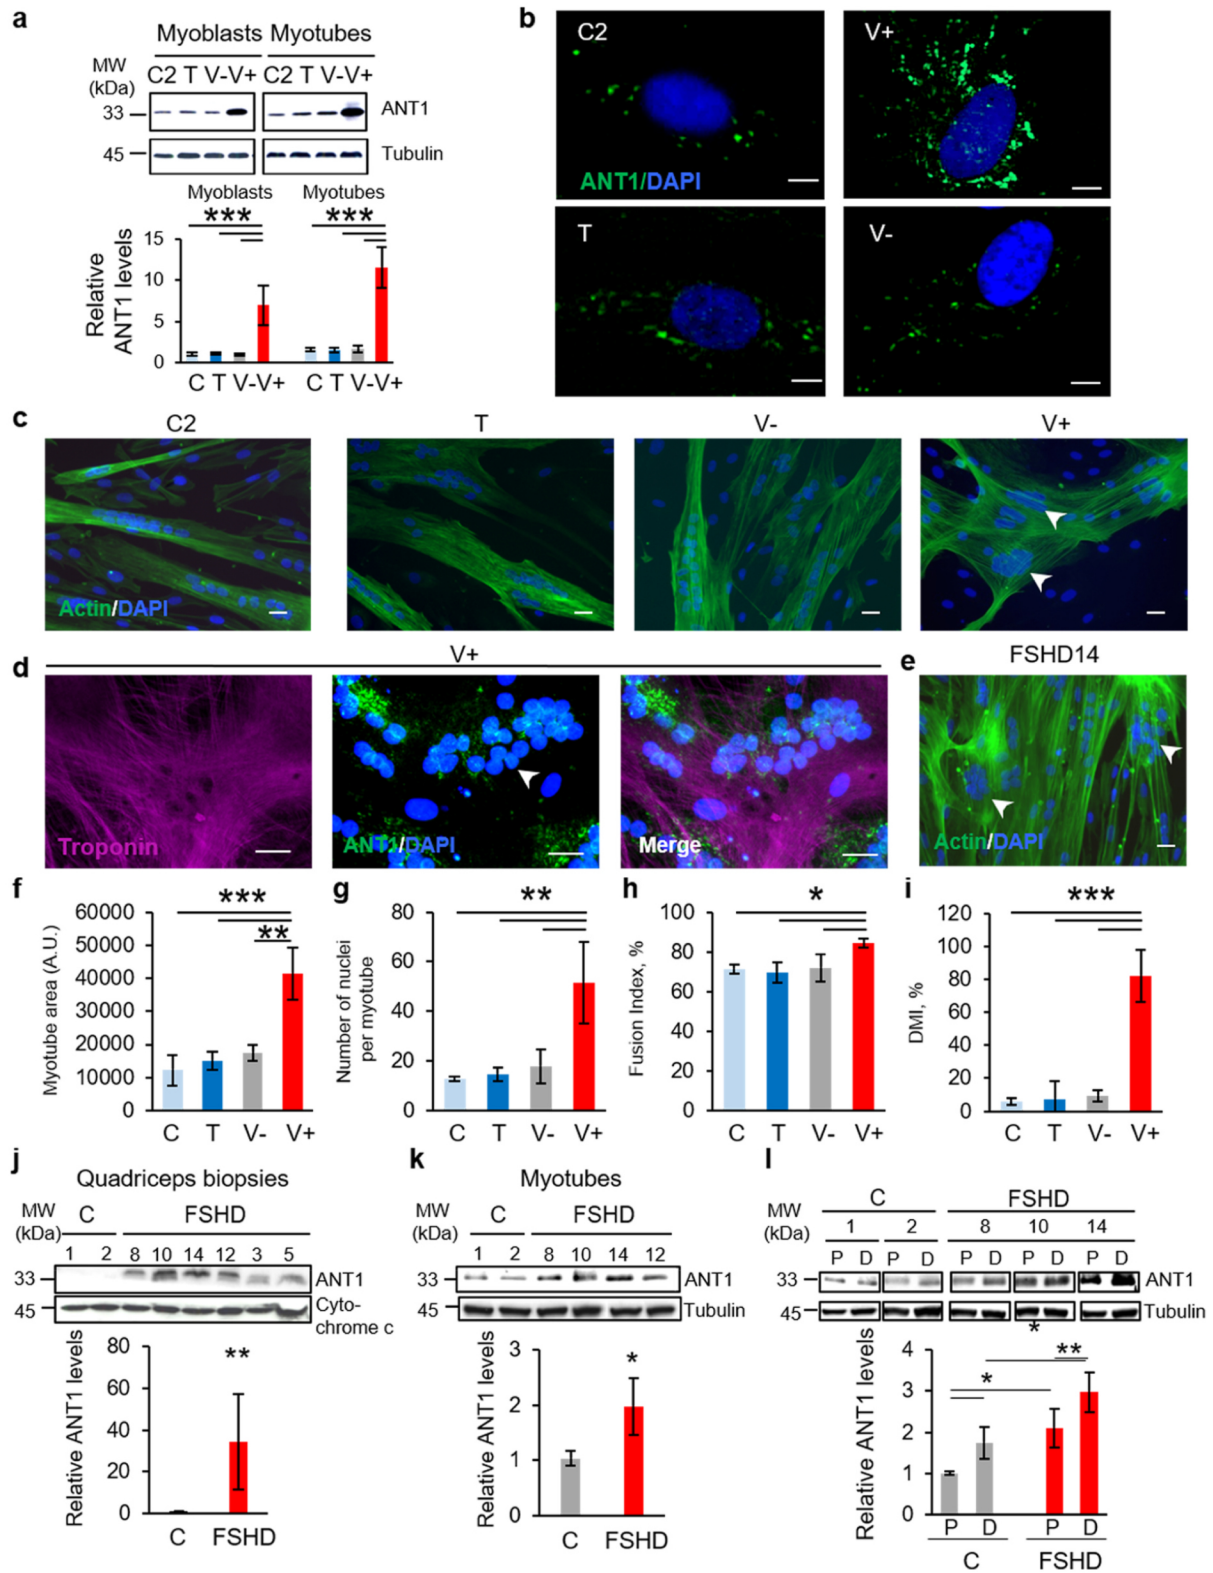 a
Myoblasts Myotubes
MW
(kDa)
C2 T V-V+ C2 T V-V+
33 ANT1
45 Tubulin
Myoblasts Myotubes
*** ***
Relative
ANT1 levels
15
10
5
0
C T V-V+ C T V-V+
b
C2
V+
ANT1/DAPI
T
V-
c
C2 T V- V+
Actin/DAPI
d
V+
Troponin
ANT1/DAPI
Merge
e
FSHD14
Actin/DAPI
f
***
**
Myotube area (A.U.)
60000
50000
40000
30000
20000
10000
0
C T V- V+
g
**
Number of nuclei
per myotube
80
60
40
20
0
C T V- V+
h
*
Fusion Index, %
100
80
60
40
20
0
C T V- V+
i
***
DMI, %
120
100
80
60
40
20
0
C T V- V+
j
Quadriceps biopsies
MW
(kDa)
C FSHD
1 2 8 10 14 12 3 5
33 ANT1
45 Cyto-
chrome c
Relative ANT1 levels
80
60
40
20
0
**
C FSHD
k
Myotubes
MW
(kDa)
C FSHD
1 2 8 10 14 12
33 ANT1
45 Tubulin
Relative ANT1 levels
3
2
1
0
*
C FSHD
l
MW
(kDa)
C FSHD
1 2 8 10 14
P D P D P D P D P D
33 ANT1
45 Tubulin
*
**
*
Relative ANT1 levels
4
3
2
1
0
P D P D
C FSHD